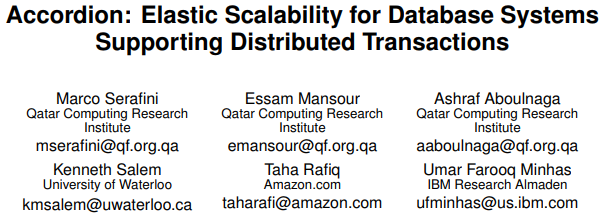 Accordion: Elastic Scalability for Database Systems
Supporting Distributed Transactions
Marco Serafini
Qatar Computing Research
Institute
mserafini@qf.org.qa
Essam Mansour
Qatar Computing Research
Institute
emansour@qf.org.qa
Ashraf Aboulnaga
Qatar Computing Research
Institute
aaboulnaga@qf.org.qa
Kenneth Salem
University of Waterloo
kmsalem@uwaterloo.ca
Taha Rafiq
Amazon.com
taharafi@amazon.com
Umar Farooq Minhas
IBM Research Almaden
ufminhas@us.ibm.com